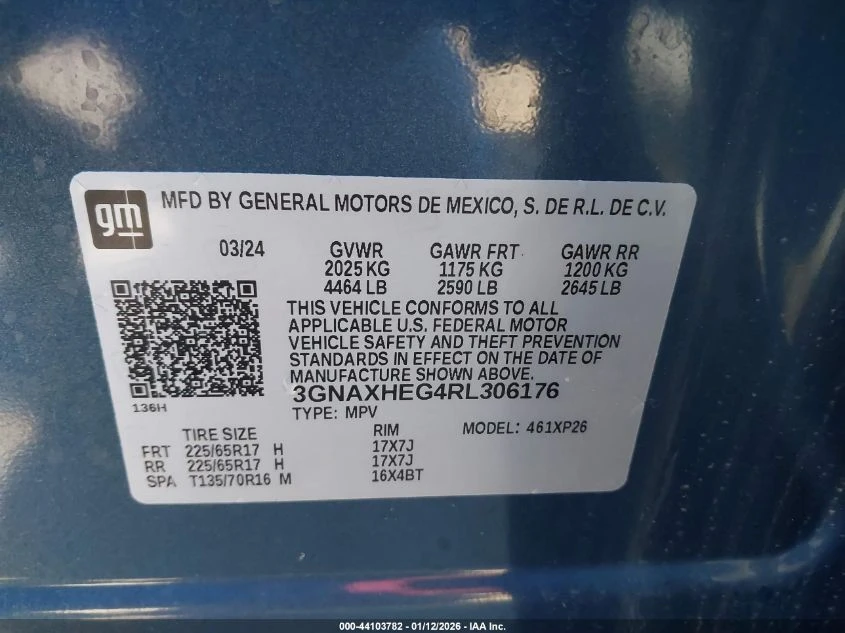 gm
MFD BY GENERAL MOTORS DE MEXICO, S. DE R.L. DE C.V.
03/24 GVWR GAWR FRT GAWR RR
2025 KG 1175 KG 1200 KG
4464 LB 2590 LB 2645 LB
THIS VEHICLE CONFORMS TO ALL
APPLICABLE U.S. FEDERAL MOTOR
VEHICLE SAFETY AND THEFT PREVENTION
STANDARDS IN EFFECT ON THE DATE OF
MANUFACTURE SHOWN ABOVE.
3GNAXHEG4RL306176
136H
TYPE: MPV
TIRE SIZE RIM MODEL: 461XP26
FRT 225/65R17 H 17X7J
RR 225/65R17 H 17X7J
SPA T135/70R16 M 16X4BT
000-44103782 - 01/12/2026 - IAA Inc.